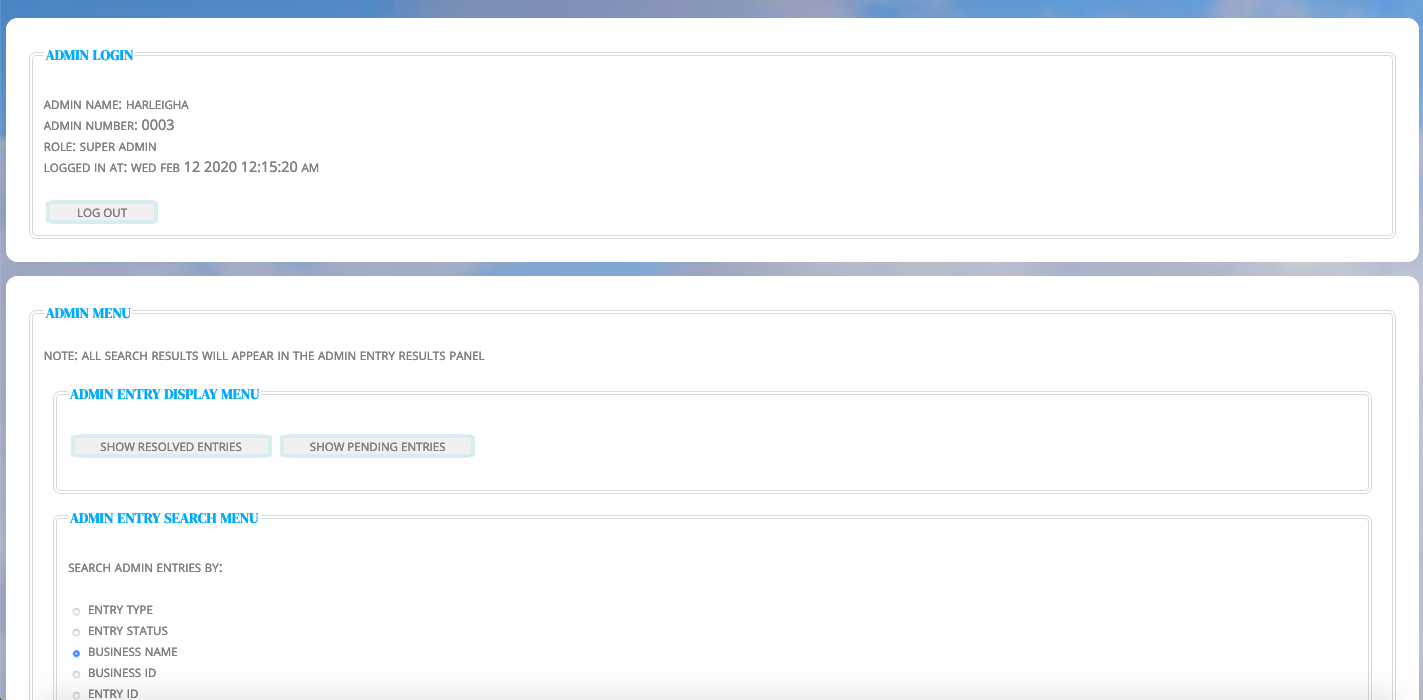 ADMIN LOGIN
ADMIN NAME: HARLEIGHA
ADMIN NUMBER: 0003
ROLE: SUPER ADMIN
LOGGED IN AT: WED FEB 12 2020 12:15:20 AM
LOG OUT
ADMIN MENU
NOTE: ALL SEARCH RESULTS WILL APPEAR IN THE ADMIN ENTRY RESULTS PANEL
ADMIN ENTRY DISPLAY MENU
SHOW RESOLVED ENTRIES SHOW PENDING ENTRIES
ADMIN ENTRY SEARCH MENU
SEARCH ADMIN ENTRIES BY:
ENTRY TYPE
ENTRY STATUS
BUSINESS NAME
BUSINESS ID
ENTRY ID